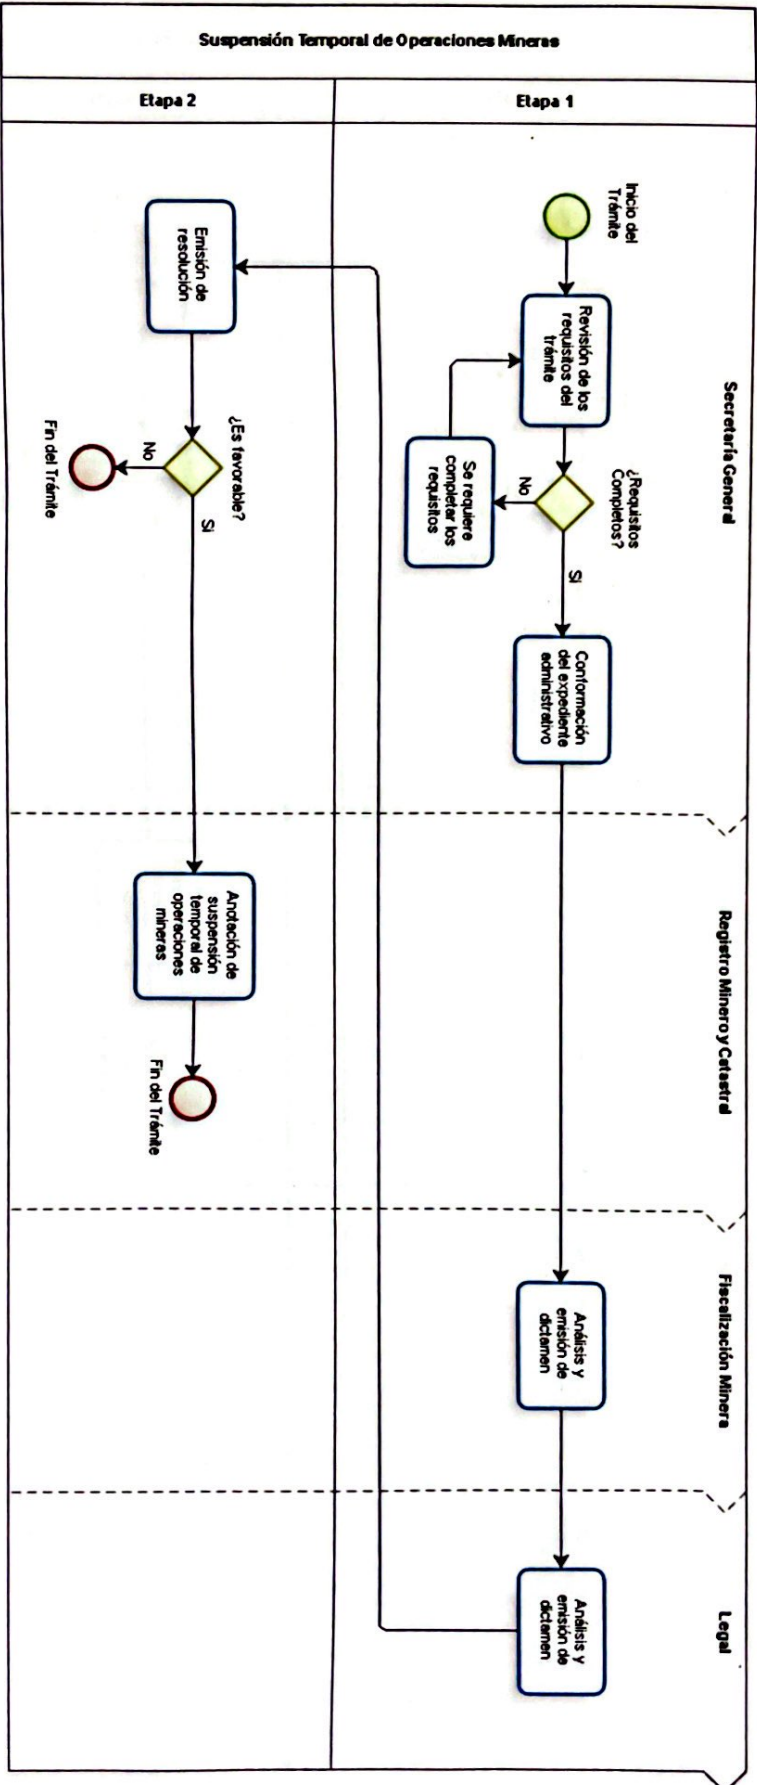 Suspensión Temporal de Operaciones Mineras
Etapa 1
Etapa 2
Secretaría General
Registro Minero y Catastral
Fiscalización Minera
Legal
Inicio del
Trámite
Revisión de los
requisitos del
trámite
¿Requisitos
Completos?
No
Si
Se requiere
completar los
requisitos
Conformación
del expediente
administrativo
Análisis y
emisión de
dictamen
Análisis y
emisión de
dictamen
Emisión de
resolución
¿Es favorable?
No
Si
Fin del Trámite
Anotación de
suspensión
temporal de
operaciones
mineras
Fin del Trámite